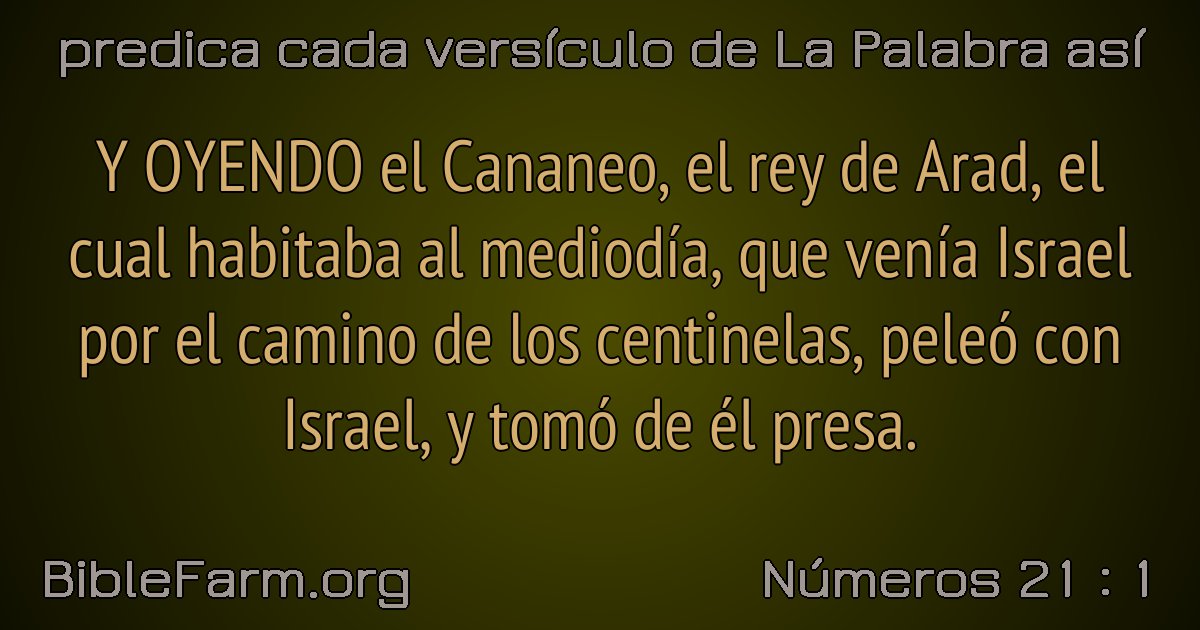 predica cada versículo de La Palabra así
Y OYENDO el Cananeo, el rey de Arad, el
cual habitaba al mediodía, que venía Israel
por el camino de los centinelas, peleó con
Israel, y tomó de él presa.
BibleFarm.org
Números 21 : 1